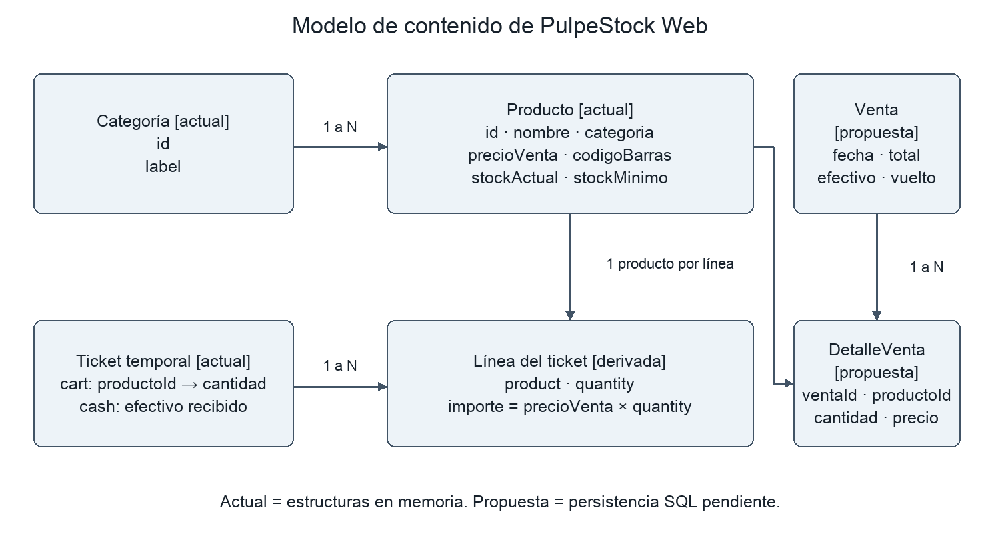 Modelo de contenido de PulpeStock Web
Categoría [actual]
id
label
1 a N
Producto [actual]
id · nombre · categoria
precioVenta · codigoBarras
stockActual · stockMinimo
Venta
[propuesta]
fecha · total
efectivo · vuelto
1 producto por línea
1 a N
Ticket temporal [actual]
cart: productoId → cantidad
cash: efectivo recibido
1 a N
Línea del ticket [derivada]
product · quantity
importe = precioVenta × quantity
DetalleVenta
[propuesta]
ventaId · productoId
cantidad · precio
Actual = estructuras en memoria. Propuesta = persistencia SQL pendiente.